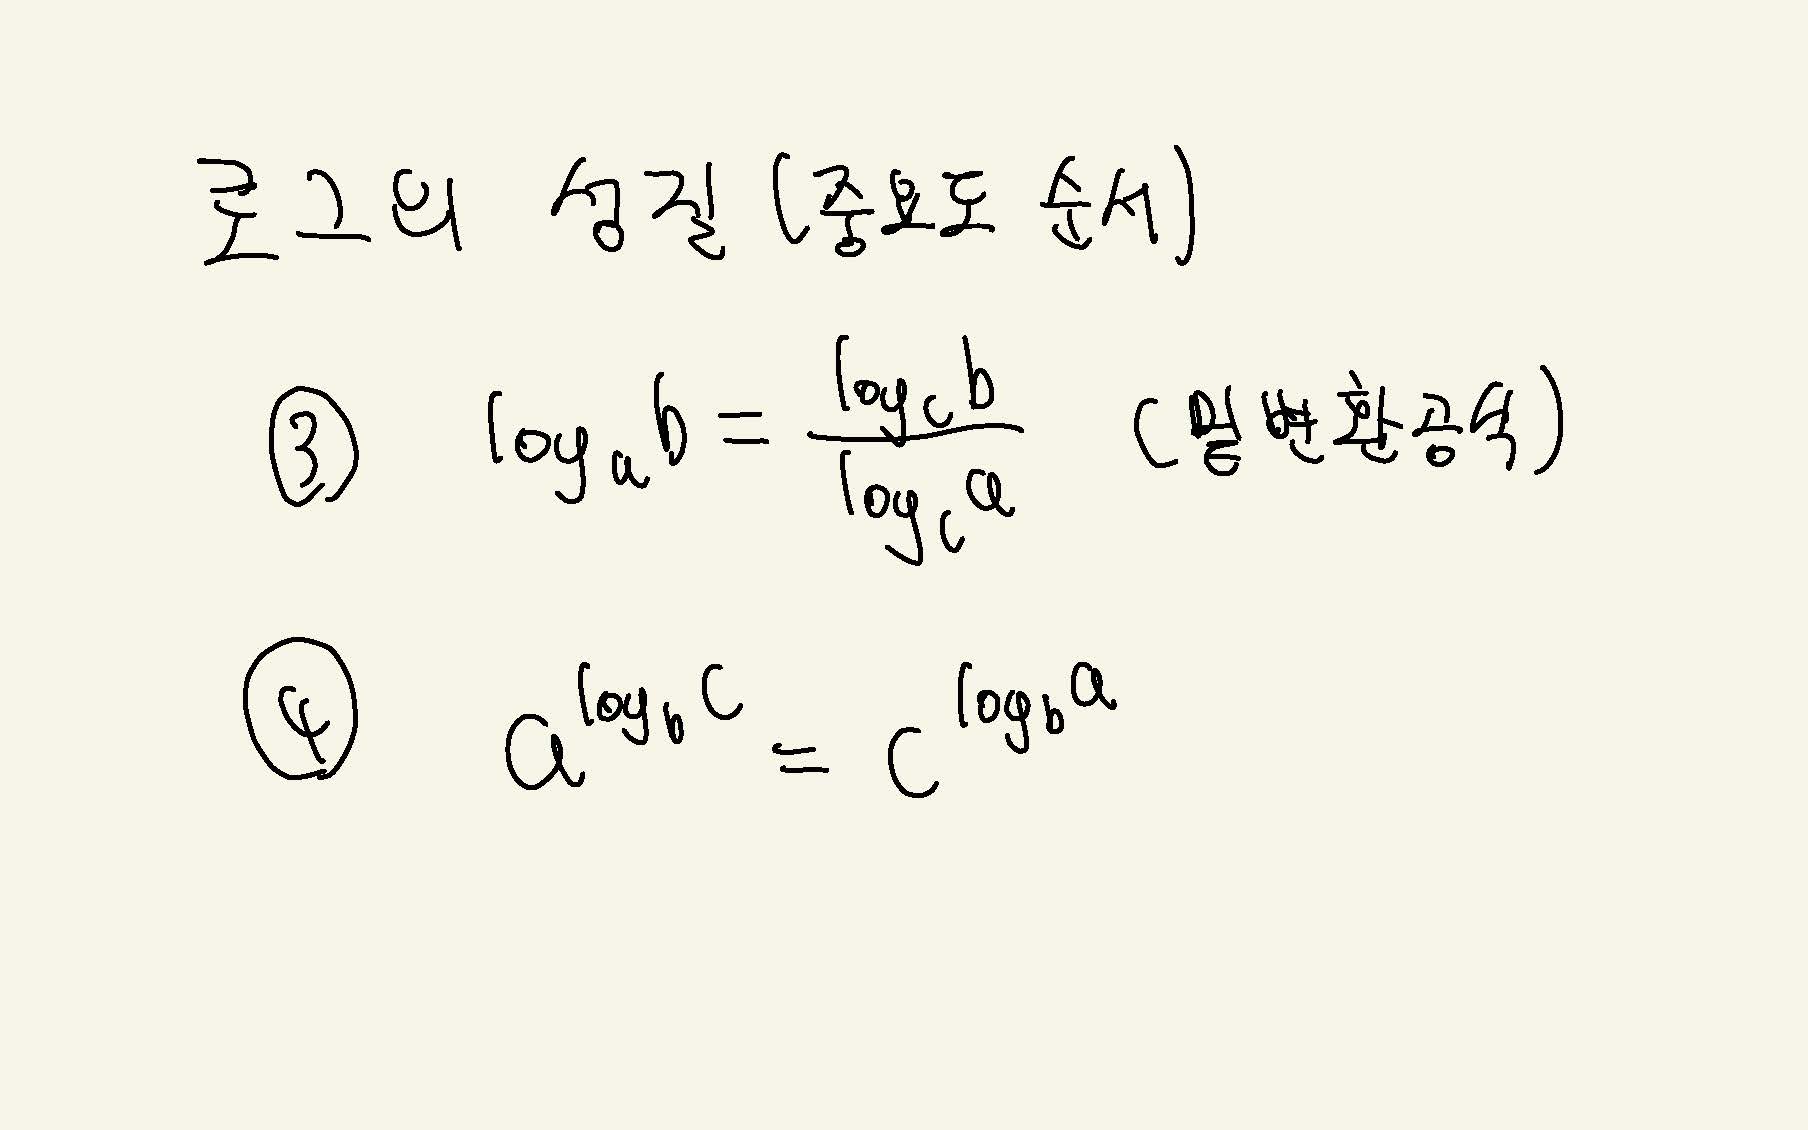 로그의 성질 (중요도 순서)
③ log_a b = \frac{log_c b}{log_c a} (밑변환공식)
④ a^{log_b c} = c^{log_b a}